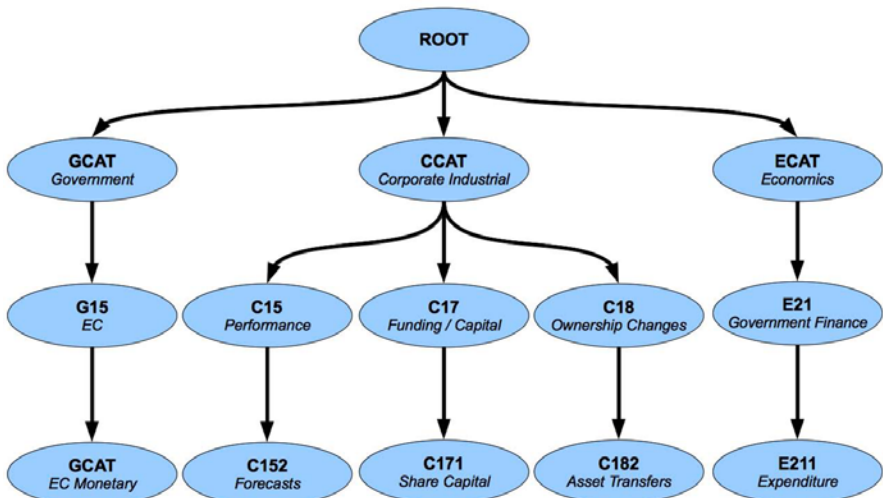 ROOT
GCAT
Government
CCAT
Corporate Industrial
ECAT
Economics
G15
EC
C15
Performance
C17
Funding / Capital
C18
Ownership Changes
E21
Government Finance
GCAT
EC Monetary
C152
Forecasts
C171
Share Capital
C182
Asset Transfers
E211
Expenditure